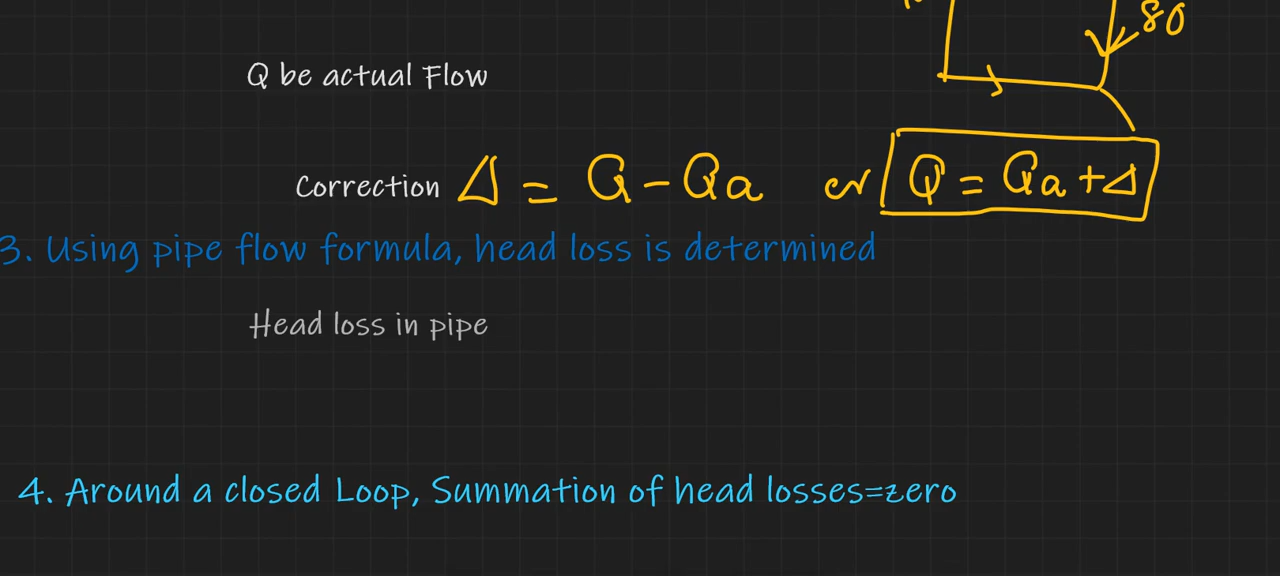 80
Q be actual Flow
Correction Δ = Q - Qa or Q = Qa + Δ
3. Using pipe flow formula, head loss is determined
Head loss in pipe
4. Around a closed Loop, Summation of head losses=zero